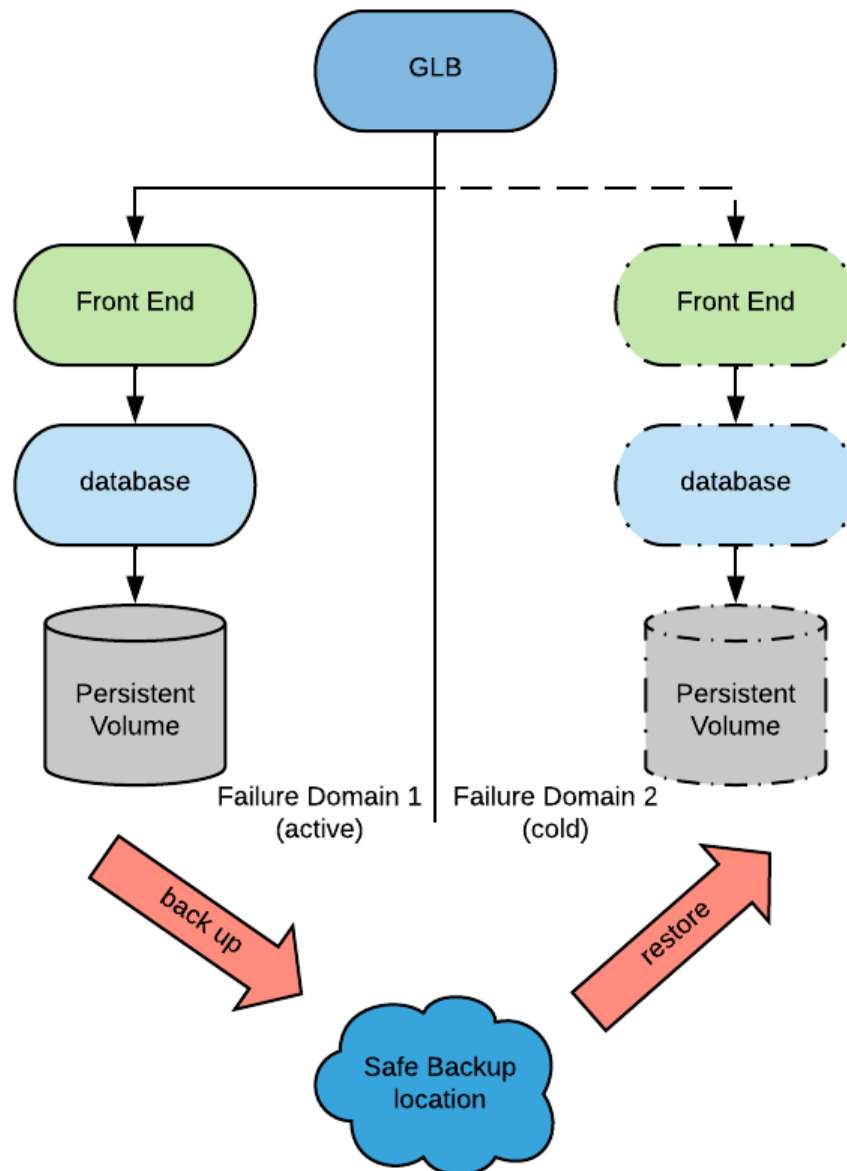 GLB
Front End
Front End
database
database
Persistent
Volume
Persistent
Volume
Failure Domain 1
(active)
Failure Domain 2
(cold)
back up
restore
Safe Backup
location